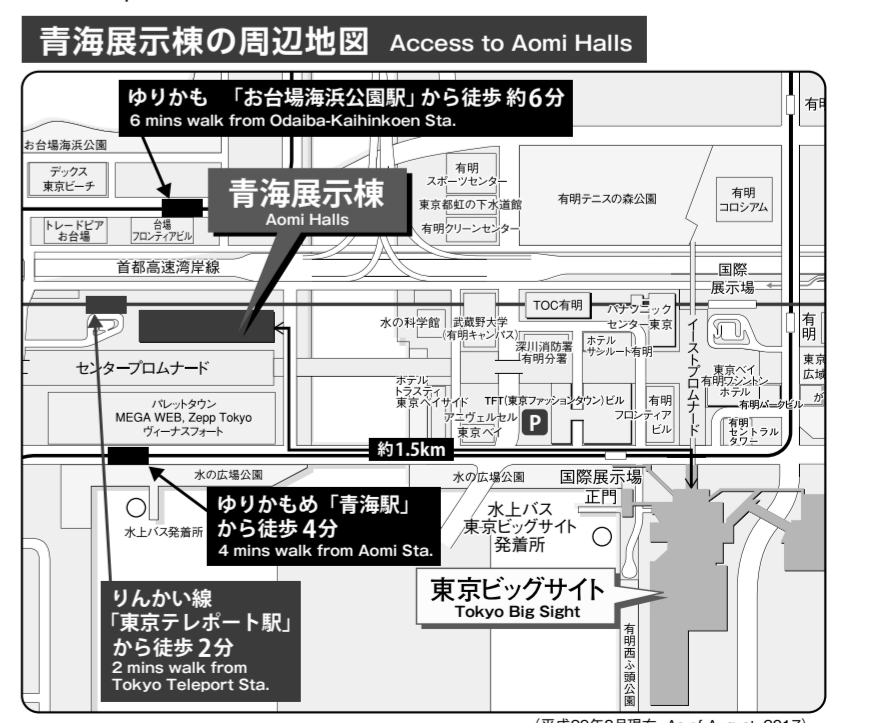 青海展示棟の周辺地図 Access to Aomi Halls
ゆりかも 「お台場海浜公園駅」から徒歩 約6分
6 mins walk from Odaiba-Kaihinkoen Sta.
有明
お台場海浜公園
デックス
東京ビーチ
青海展示棟
Aomi Halls
有明
スポーツセンター
東京都虹の下水道館
有明クリーンセンター
有明テニスの森公園
有明
コロシアム
トレードピア
お台場
台場
フロンティアビル
首都高速湾岸線
国際
展示場
TOC有明
パナソニック
センター東京
水の科学館
武蔵野大学
(有明キャンパス)
深川消防署
有明分署
ホテル
サンルート有明
イーストプロムナード
有明
センタープロムナード
東京ベイ
有明ワシントン
ホテル
東京
広域
が
パレットタウン
MEGA WEB, Zepp Tokyo
ヴィーナスフォート
ホテル
トラスティ
東京ベイサイド
TFT(東京ファッションタウン)ビル
アニヴェルセル
東京ベイ
P
有明
フロンティア
ビル
有明パークビル
有明
セントラル
タワー
約1.5km
水の広場公園
水の広場公園
国際展示場
正門
ゆりかもめ「青海駅」
から徒歩 4分
4 mins walk from Aomi Sta.
水上バス発着所
水上バス
東京ビッグサイト
発着所
東京ビッグサイト
Tokyo Big Sight
りんかい線
「東京テレポート駅」
から徒歩 2分
2 mins walk from
Tokyo Teleport Sta.
有明西ふ頭公園